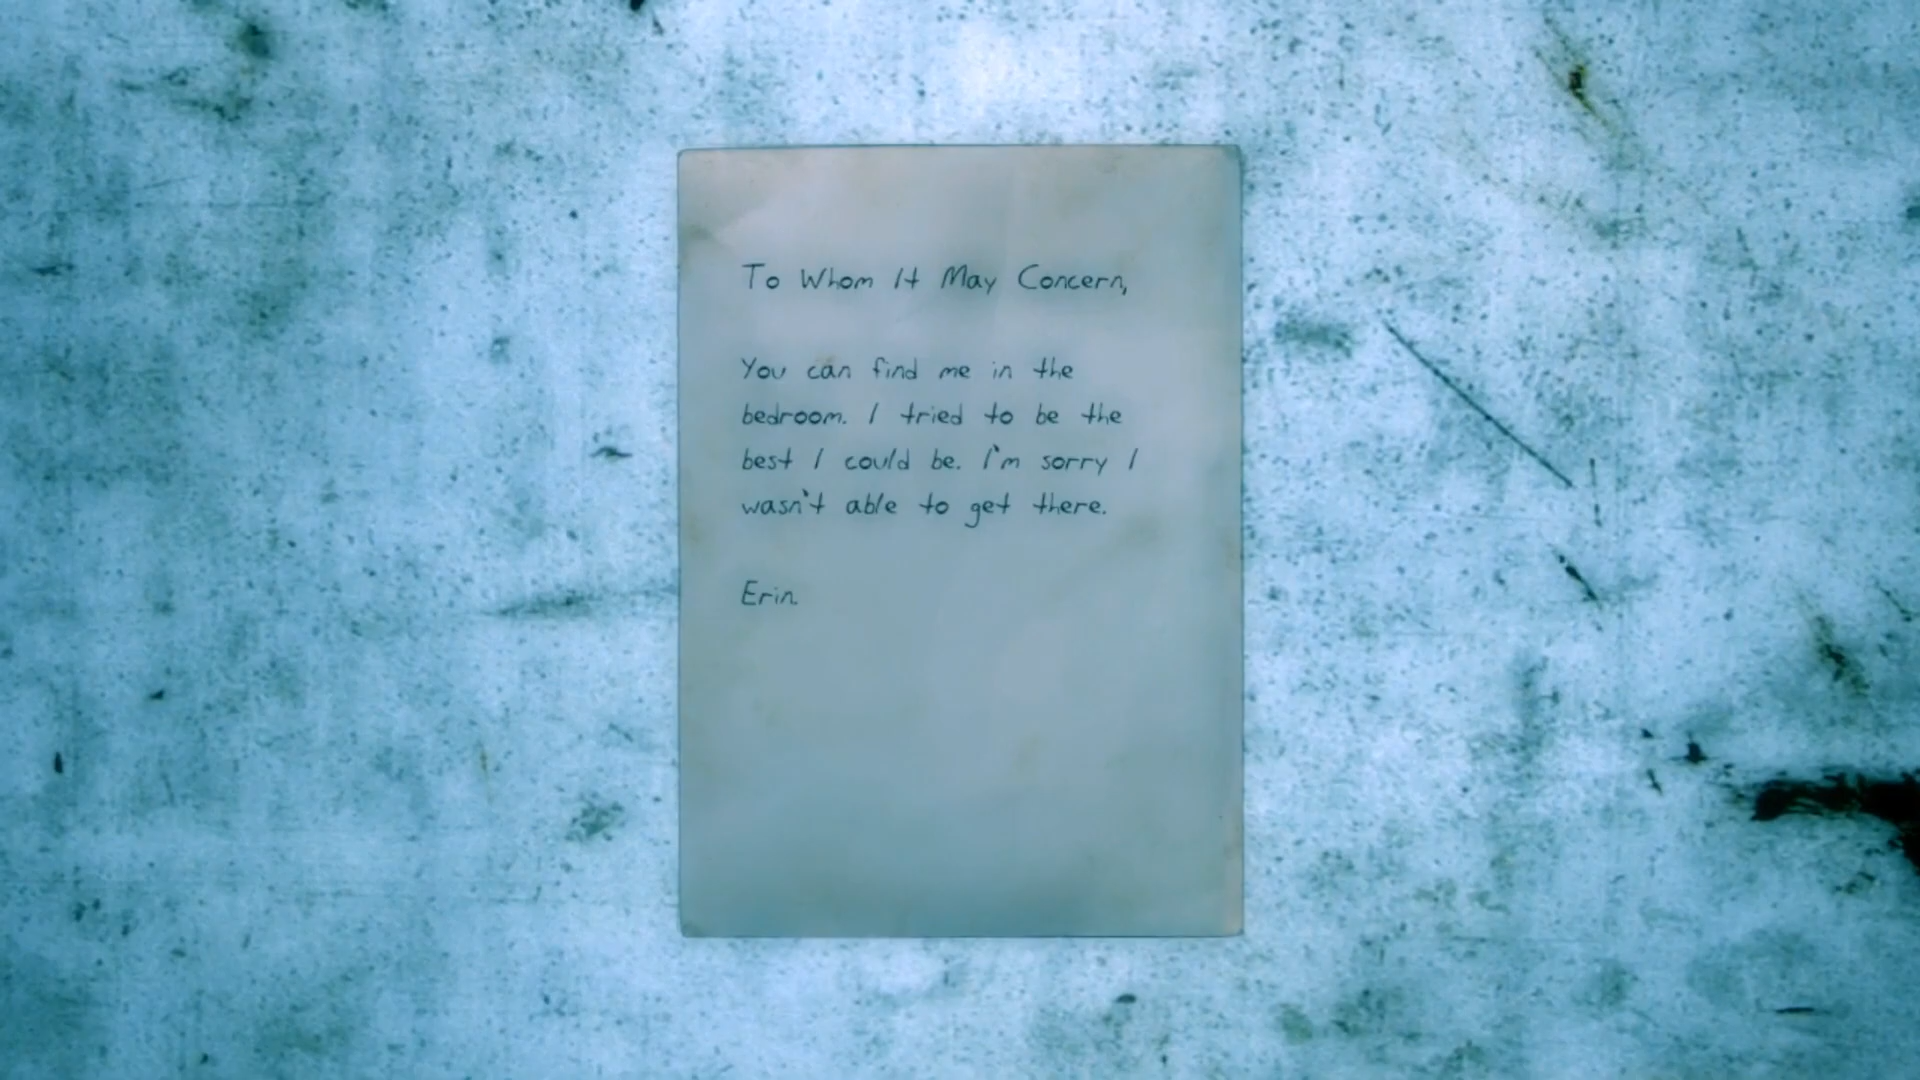 To Whom It May Concern,
You can find me in the
bedroom. I tried to be the
best I could be. I'm sorry I
wasn't able to get there.
Erin.